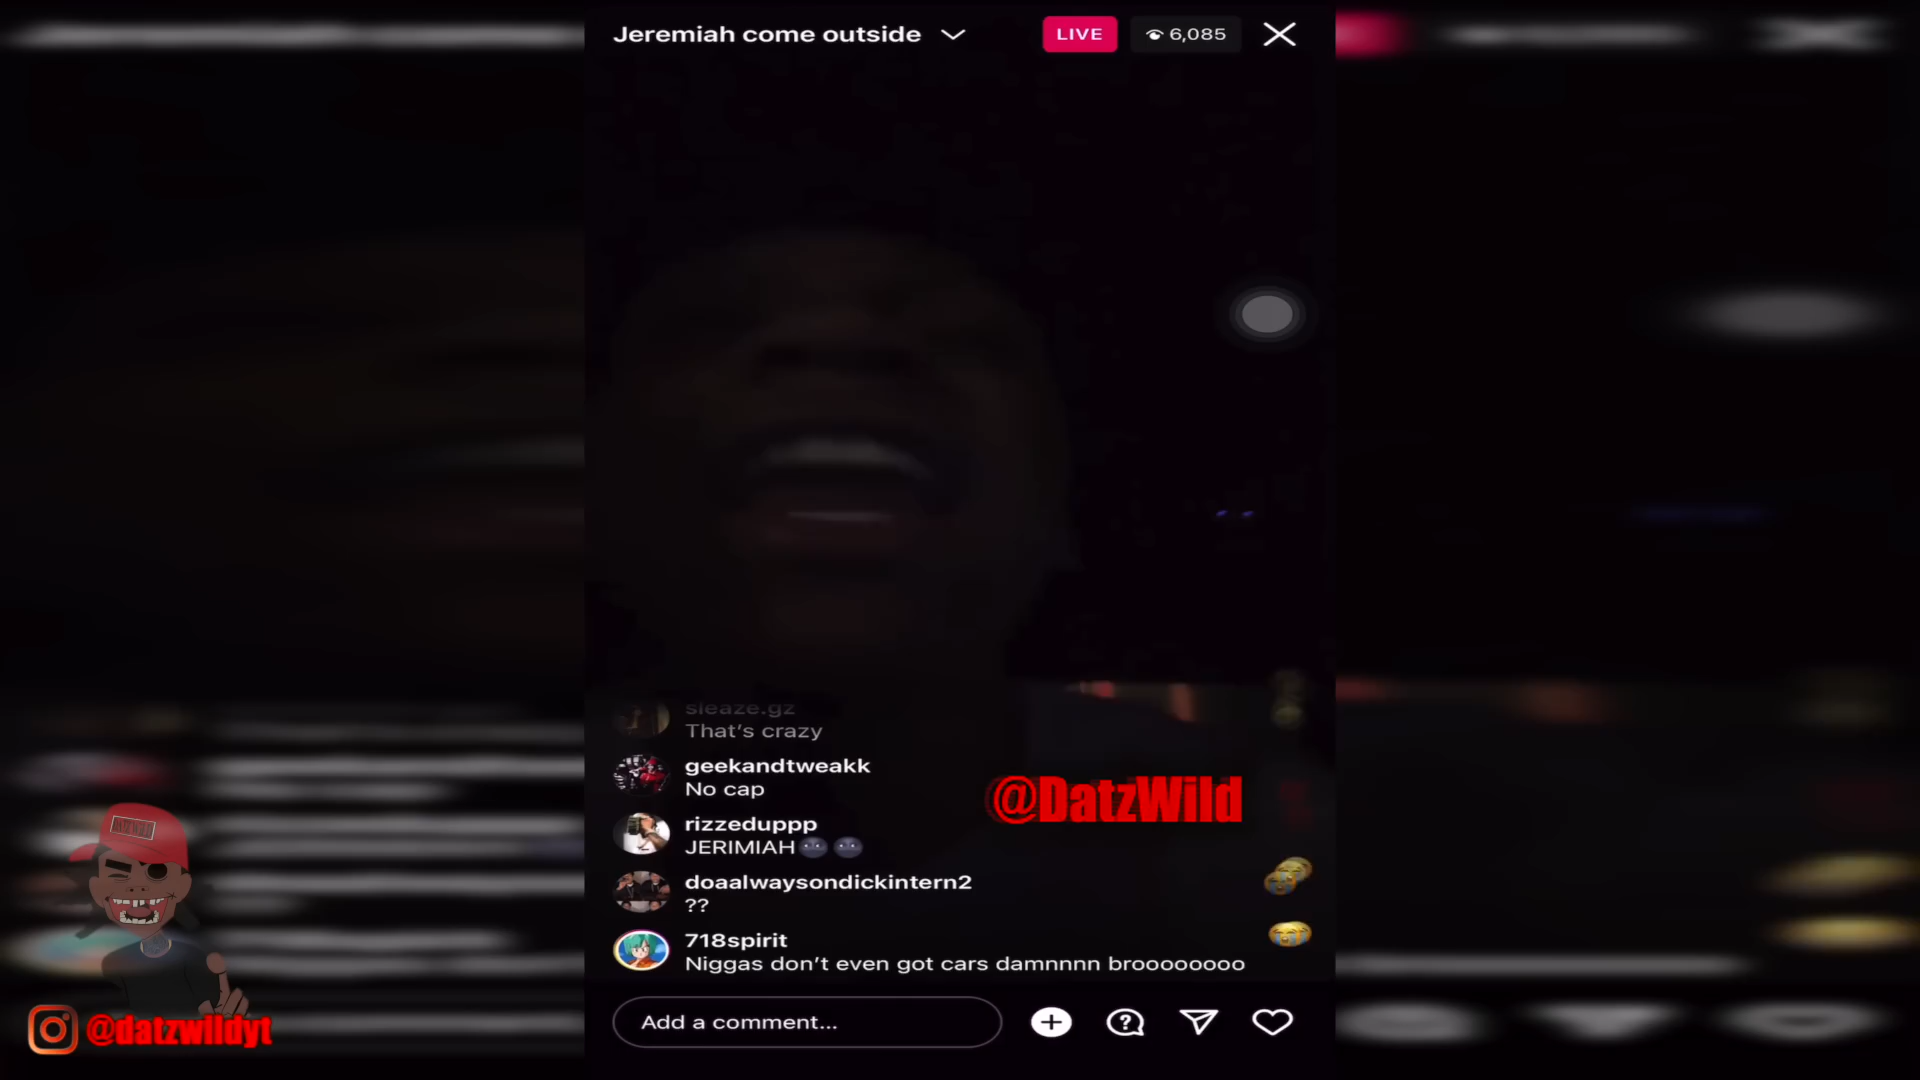 Jeremiah come outside
LIVE
6,085
sleaze.gz
That's crazy
geekandtweakk
No cap
@DatzWild
rizzeduppp
JERIMIAH🌚 🌚
doaalwaysondickintern2
??
718spirit
Niggas don't even got cars damnnnn broooooooo
Add a comment...
@datzwildyt